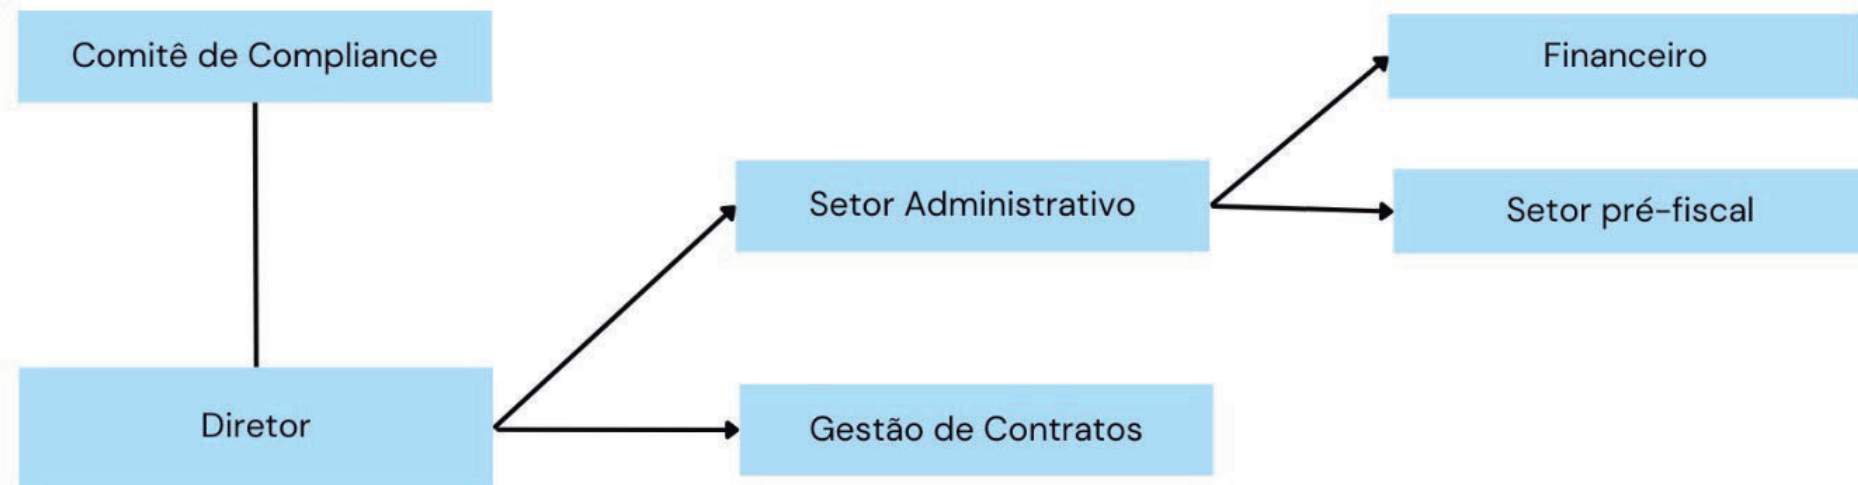 Comitê de Compliance
Financeiro
Setor Administrativo
Setor pré-fiscal
Diretor
Gestão de Contratos